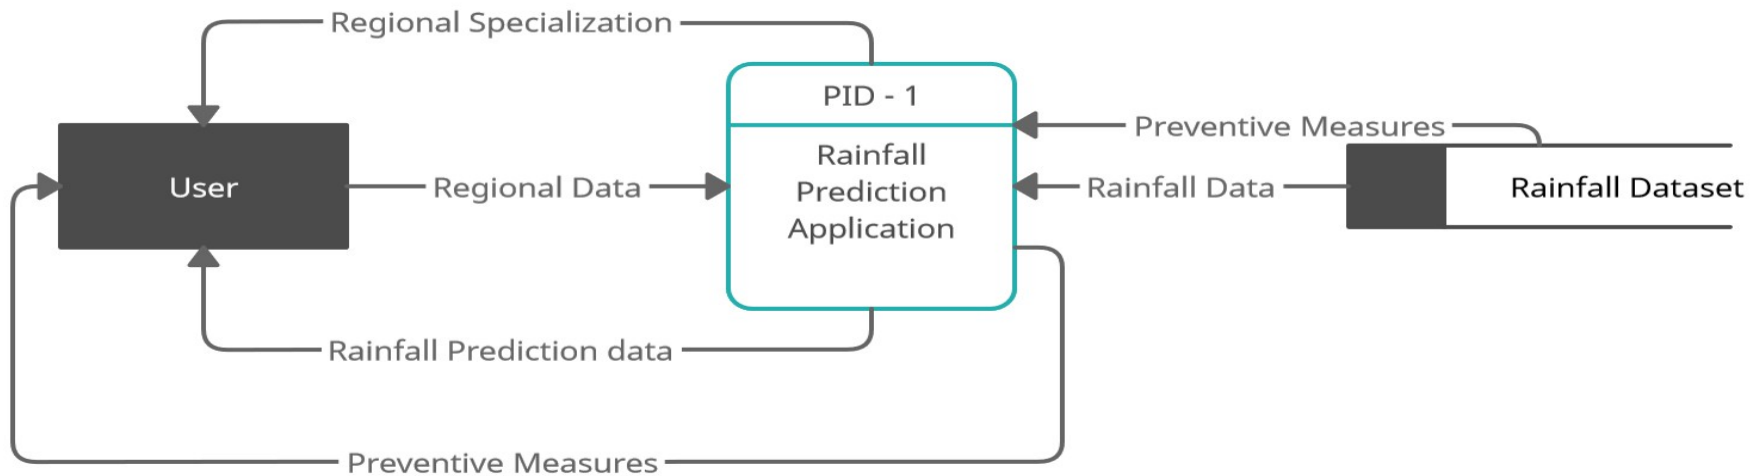 Regional Specialization
PID - 1
Preventive Measures
User
Regional Data
Rainfall
Prediction
Application
Rainfall Data
Rainfall Dataset
Rainfall Prediction data
Preventive Measures